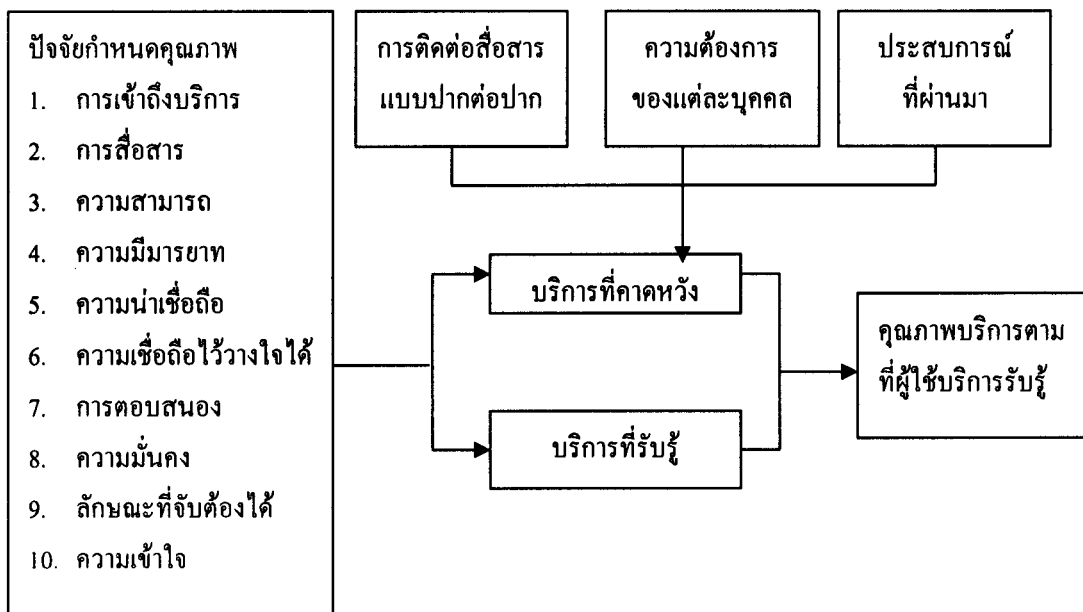 ปัจจัยกำหนดคุณภาพ
1. การเข้าถึงบริการ
2. การสื่อสาร
3. ความสามารถ
4. ความมีมารยาท
5. ความน่าเชื่อถือ
6. ความเชื่อถือไว้วางใจได้
7. การตอบสนอง
8. ความมั่นคง
9. ลักษณะที่จับต้องได้
10. ความเข้าใจ
การติดต่อสื่อสาร
แบบปากต่อปาก
ความต้องการ
ของแต่ละบุคคล
ประสบการณ์
ที่ผ่านมา
บริการที่คาดหวัง
บริการที่รับรู้
คุณภาพบริการตาม
ที่ผู้ใช้บริการรับรู้